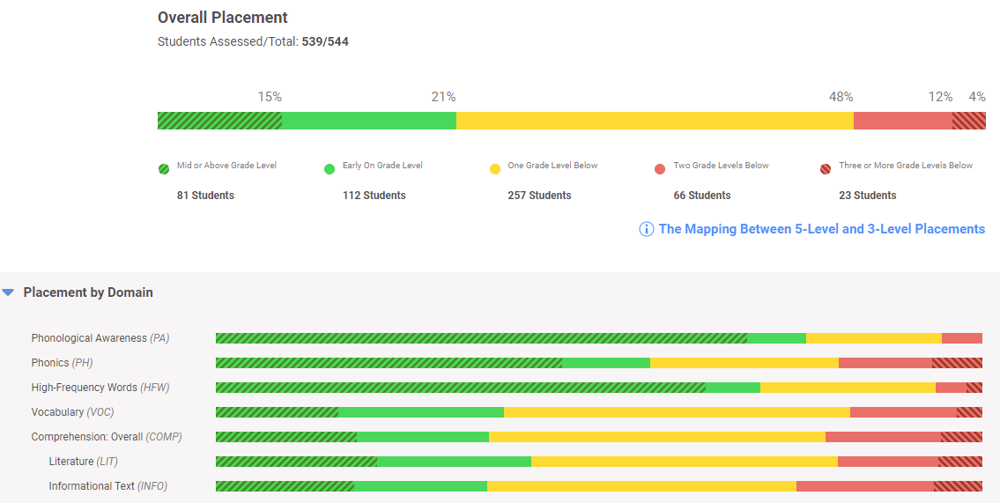 Overall Placement
Students Assessed/Total: 539/544
15% 21% 48% 12% 4%
Mid or Above Grade Level Early On Grade Level One Grade Level Below Two Grade Levels Below Three or More Grade Levels Below
81 Students 112 Students 257 Students 66 Students 23 Students
The Mapping Between 5-Level and 3-Level Placements
Placement by Domain
Phonological Awareness (PA)
Phonics (PH)
High-Frequency Words (HFW)
Vocabulary (VOC)
Comprehension: Overall (COMP)
Literature (LIT)
Informational Text (INFO)